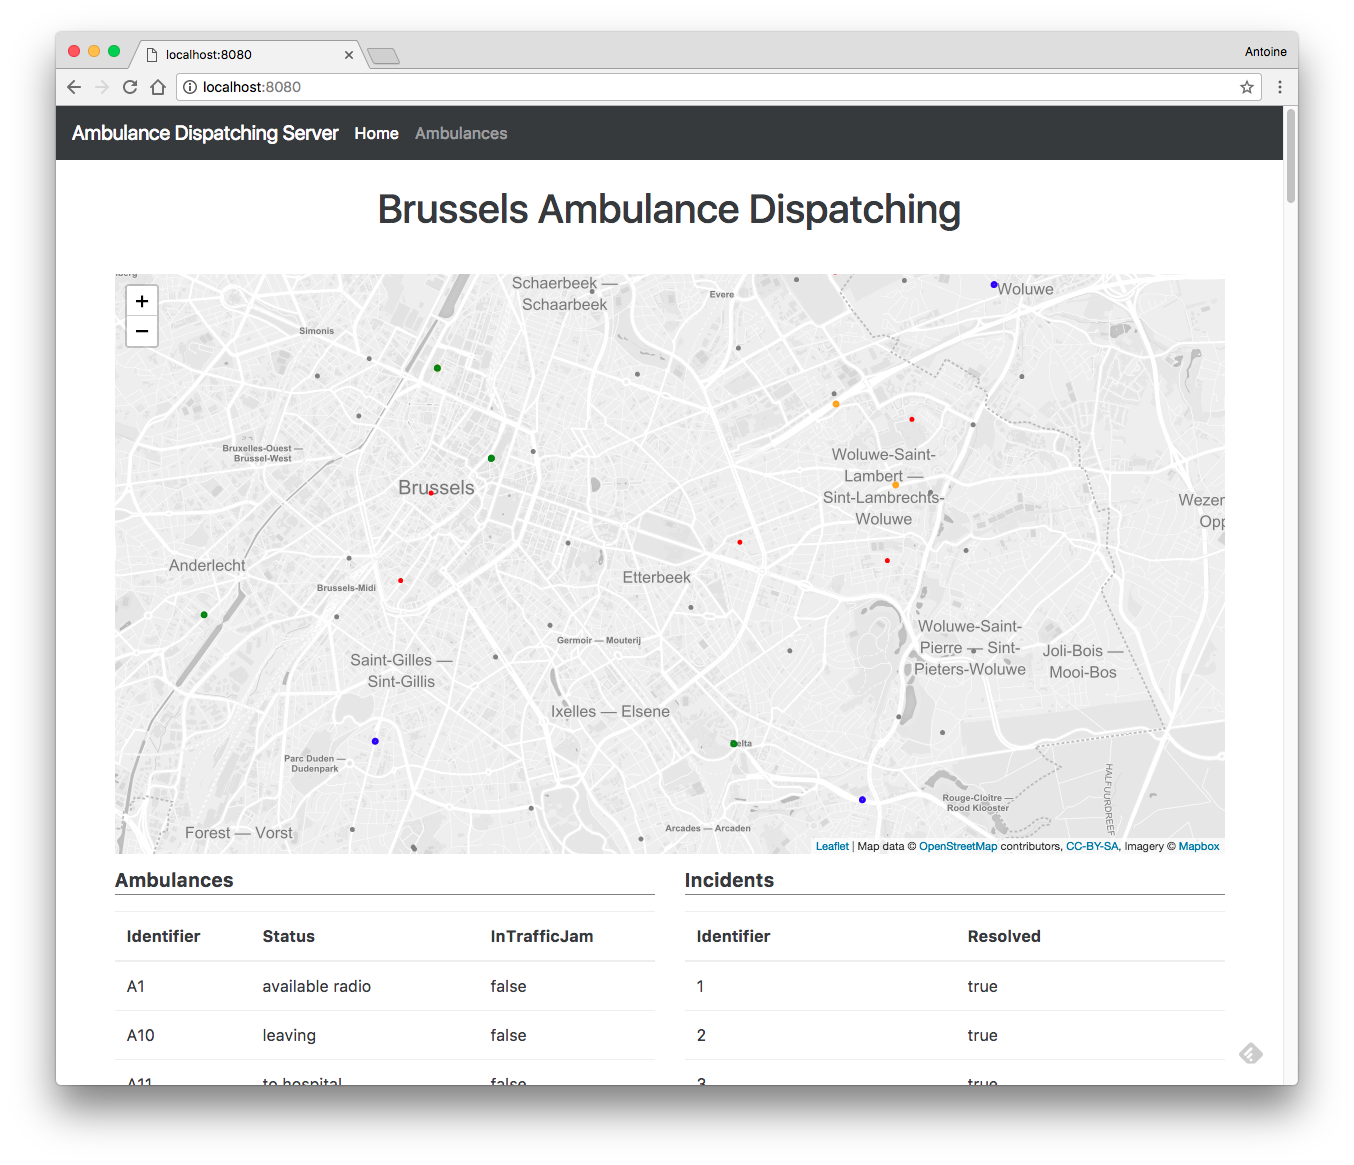 localhost:8080
Antoine
localhost:8080
Ambulance Dispatching Server Home Ambulances
Brussels Ambulance Dispatching
+
−
Schaerbeek —
Schaarbeek
Evere
Woluwe
Simonis
Bruxelles-Ouest —
Brussel-West
Brussels
Woluwe-Saint-
Lambert —
Sint-Lambrechts-
Woluwe
Wezem
Opp
Anderlecht
Brussels-Midi
Etterbeek
Germoir — Mouterij
Woluwe-Saint-
Pierre — Sint-
Pieters-Woluwe
Joli-Bois —
Mooi-Bos
Saint-Gilles —
Sint-Gillis
Ixelles — Elsene
Delta
Parc Duden —
Dudenpark
HALFUURDREEF
Rouge-Cloître —
Rood Klooster
Forest — Vorst
Arcades — Arcaden
Leaflet | Map data © OpenStreetMap contributors, CC-BY-SA, Imagery © Mapbox
Ambulances
Identifier Status InTrafficJam
A1 available radio false
A10 leaving false
A11 to hospital false
Incidents
Identifier Resolved
1 true
2 true
3 true